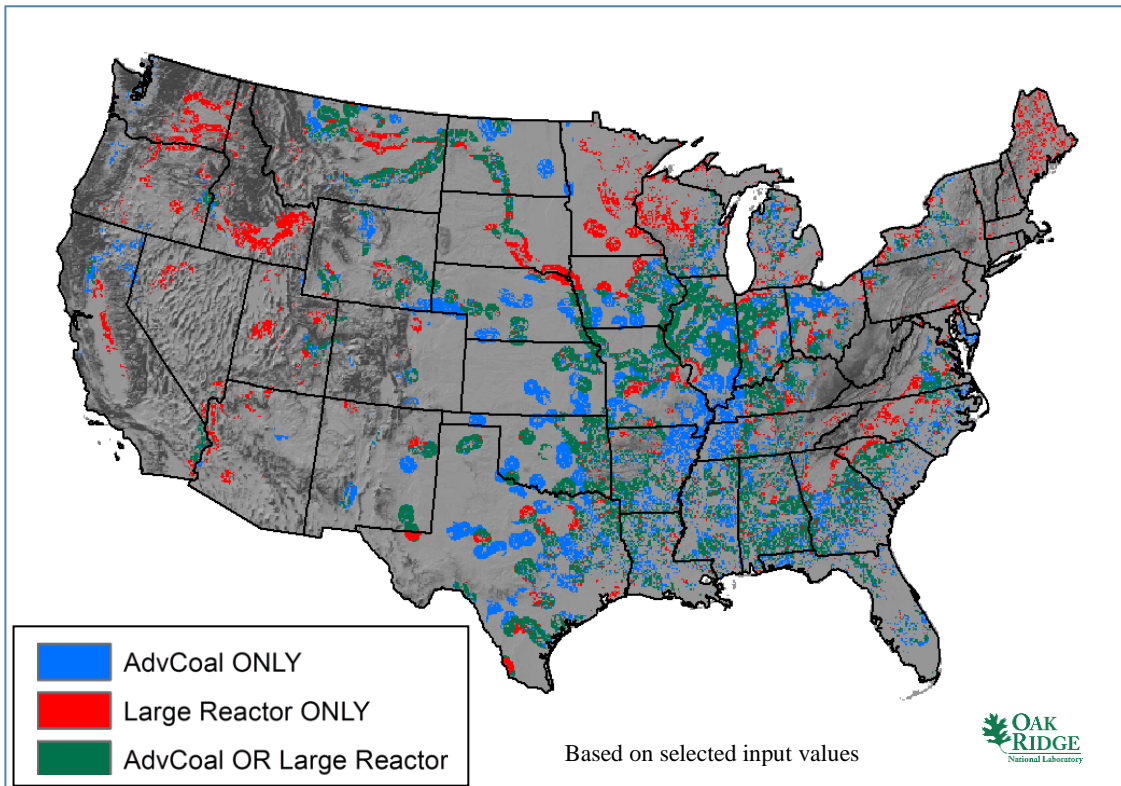 AdvCoal ONLY
Large Reactor ONLY
AdvCoal OR Large Reactor
Based on selected input values
OAK
RIDGE
National Laboratory